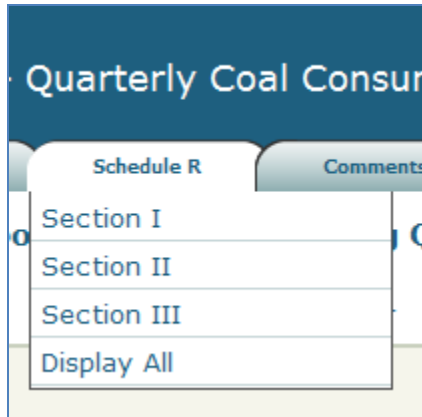 Quarterly Coal Consu
Schedule R Comments
Section I
Section II
Section III
Display All